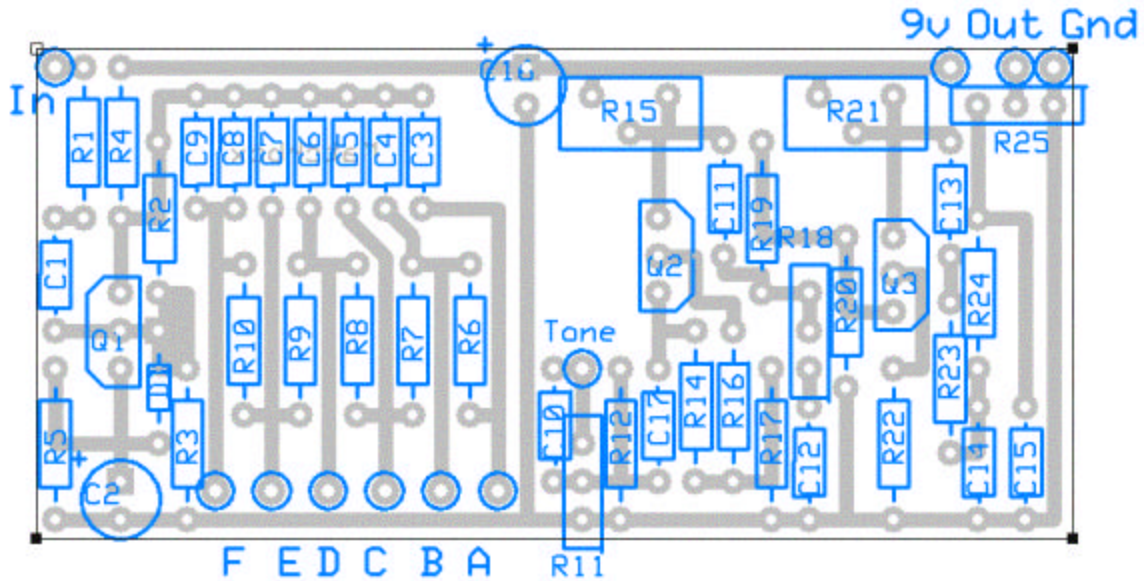 9v Out Gnd
+
C16
In
R1
R4
R15
R21
R25
C9
C8
C7
C6
C5
C4
C3
R2
C11
R19
C13
R18
C1
Q2
Q3
R24
R20
Q1
R10
R9
R8
R7
R6
Tone
R23
D1
R5
R3
C10
R12
C17
R14
R16
R17
C12
R22
C14
C15
+
C2
F E D C B A
R11